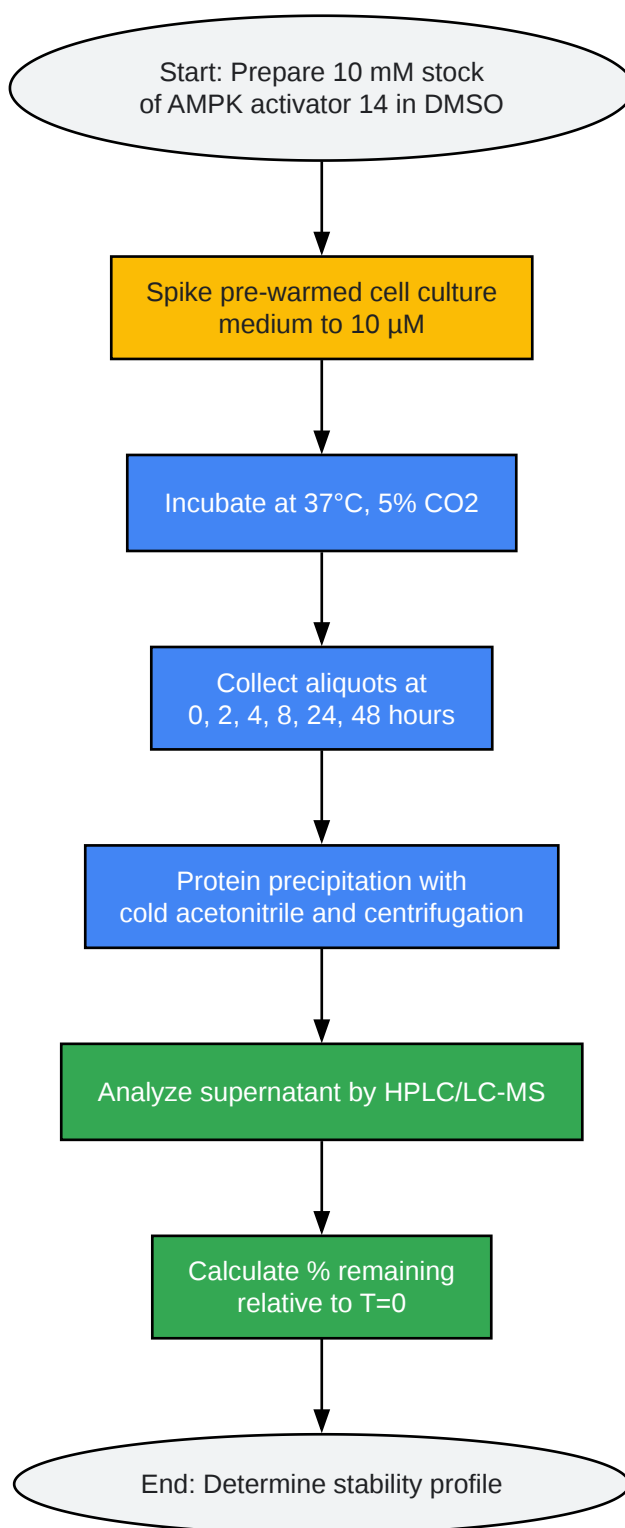 Start: Prepare 10 mM stock
of AMPK activator 14 in DMSO
Spike pre-warmed cell culture
medium to 10 µM
Incubate at 37°C, 5% CO2
Collect aliquots at
0, 2, 4, 8, 24, 48 hours
Protein precipitation with
cold acetonitrile and centrifugation
Analyze supernatant by HPLC/LC-MS
Calculate % remaining
relative to T=0
End: Determine stability profile